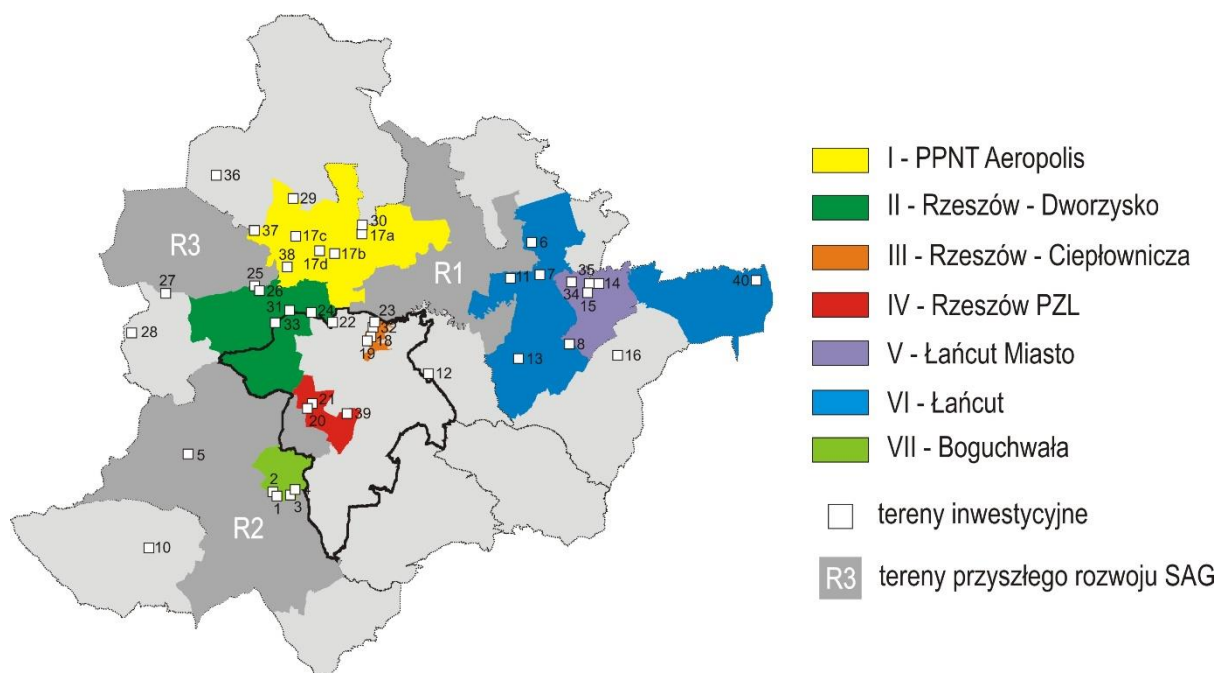 36
29
30
17a
37
17c
17b
17d
38
R3
R1
6
7
11
35
14
34
15
40
25
26
27
31
24
33
22
23
32
18
19
28
8
13
16
12
21
20
39
5
2
1
3
R2
10
I - PPNT Aeropolis
II - Rzeszów - Dworzysko
III - Rzeszów - Ciepłownicza
IV - Rzeszów PZL
V - Łańcut Miasto
VI - Łańcut
VII - Boguchwała
tereny inwestycyjne
R3 tereny przyszłego rozwoju SAG